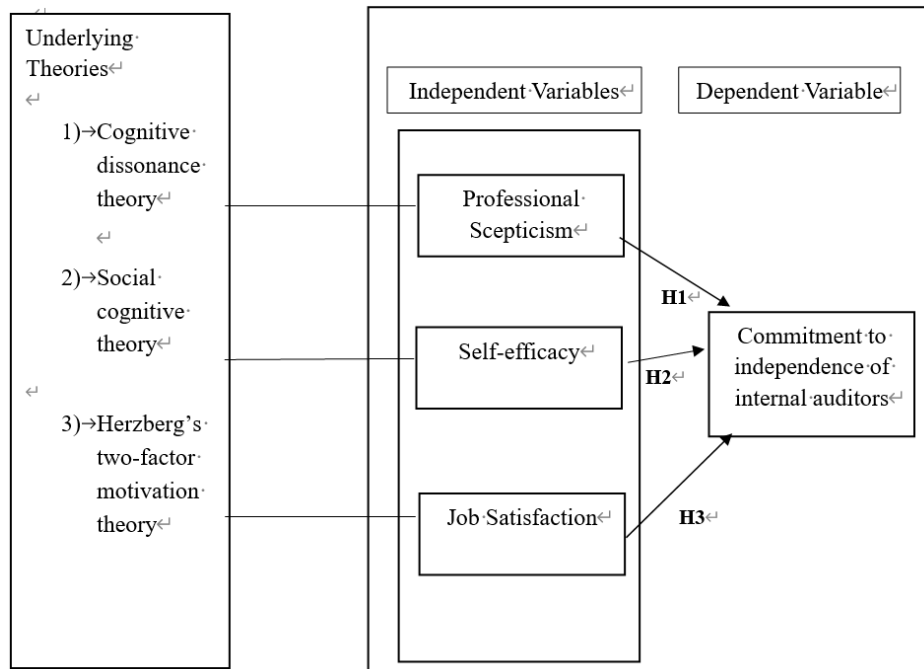 Underlying
Theories
1) Cognitive
dissonance
theory
2) Social
cognitive
theory
3) Herzberg’s
two-factor
motivation
theory
Independent Variables
Dependent Variable
Professional
Scepticism
Self-efficacy
Job Satisfaction
H1
H2
H3
Commitment to
independence of
internal auditors